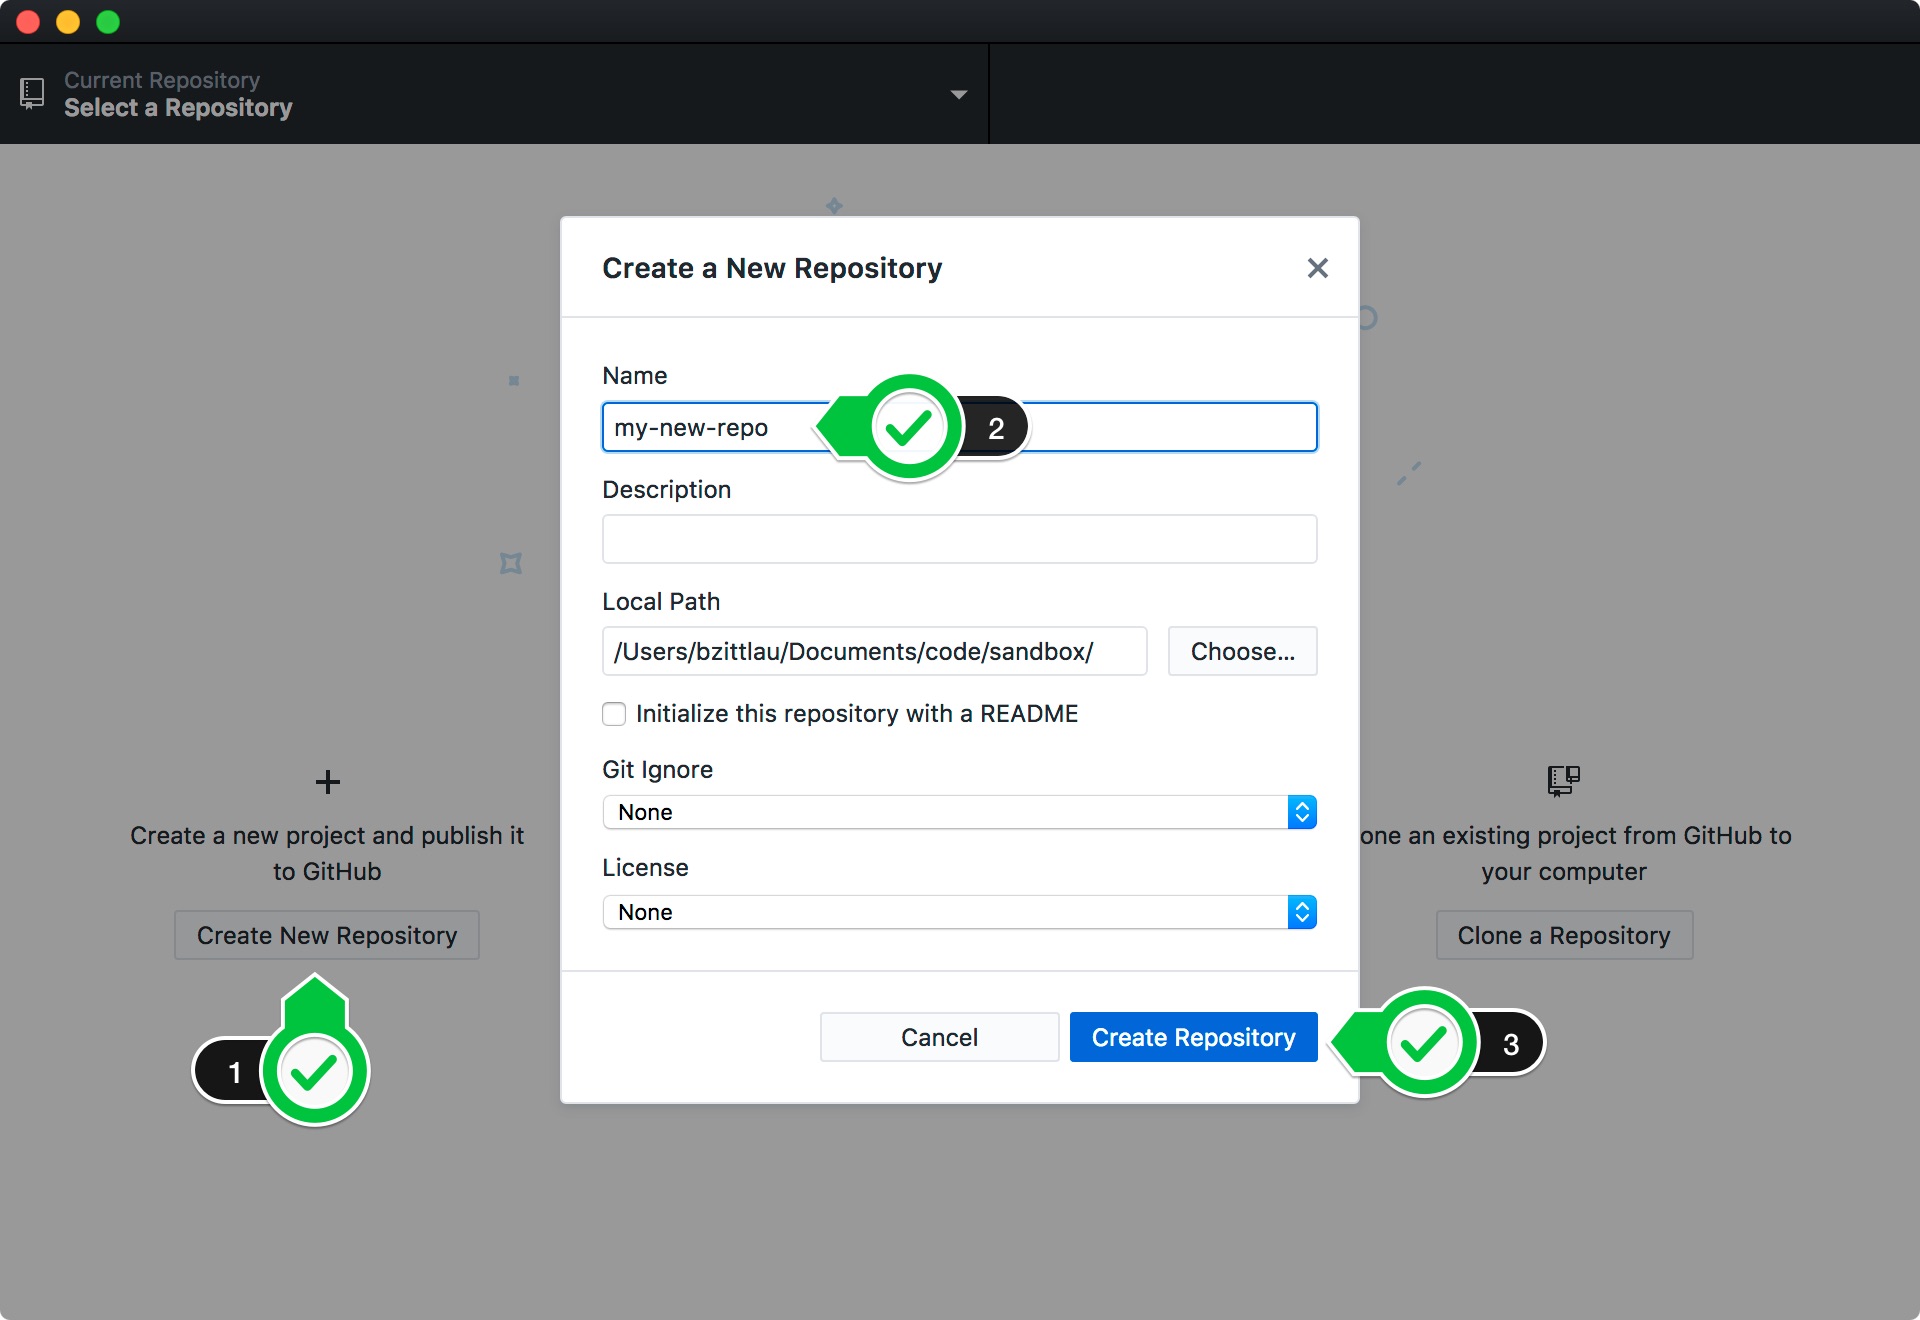 Current Repository
Select a Repository
Create a New Repository
Name
my-new-repo
2
Description
Local Path
/Users/bzittlau/Documents/code/sandbox/
Choose...
Initialize this repository with a README
Git Ignore
None
License
None
Cancel
Create Repository
3
Create a new project and publish it
to GitHub
Create New Repository
1
one an existing project from GitHub to
your computer
Clone a Repository